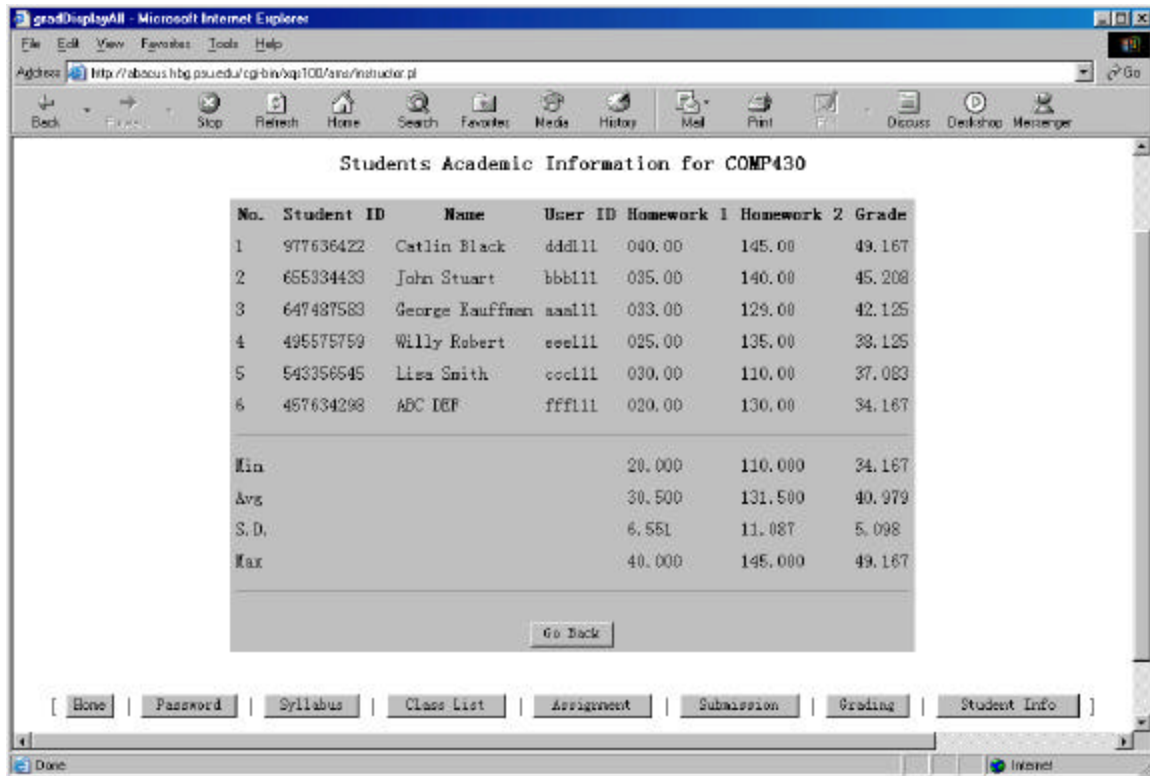 gradDisplayAll - Microsoft Internet Explorer
File Edit View Favorites Tools Help
Address http://abacus.hbg.psu.edu/cgi-bin/xqs100/ams/instructor.pl Go
Back Stop Refresh Home Search Favorites Media History Mail Print Discuss Deskshop Messenger
Students Academic Information for COMP430
No. Student ID Name User ID Homework 1 Homework 2 Grade
1 977636422 Catlin Black ddd111 040.00 145.00 49.167
2 655334433 John Stuart bbb111 035.00 140.00 45.208
3 647487583 George Kauffman aaa111 033.00 129.00 42.125
4 495575759 Willy Robert eee111 025.00 135.00 38.125
5 543356545 Lisa Smith ccc111 030.00 110.00 37.083
6 457634298 ABC DEF fff111 020.00 130.00 34.167
Min 20.000 110.000 34.167
Avg 30.500 131.500 40.979
S.D. 6.551 11.087 5.098
Max 40.000 145.000 49.167
Go Back
[ Home | Password | Syllabus | Class List | Assignment | Submission | Grading | Student Info ]
Done Internet